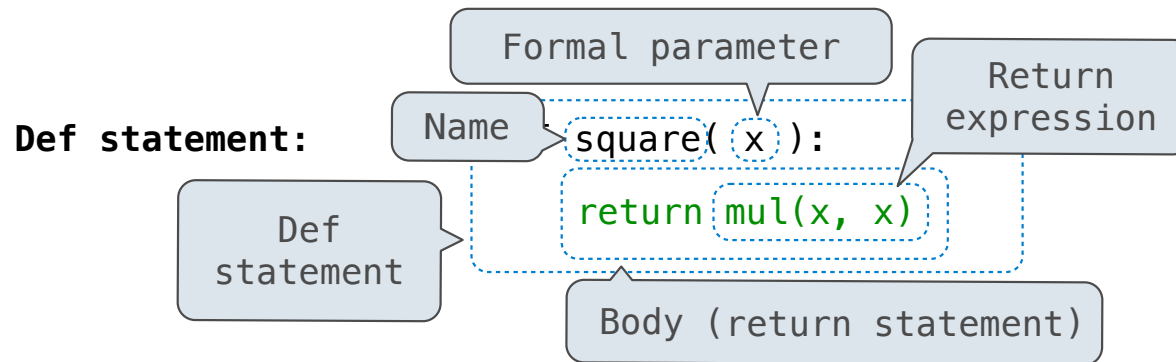 Formal parameter
Return
expression
Def statement:
Name
square( x ):
return mul(x, x)
Def
statement
Body (return statement)